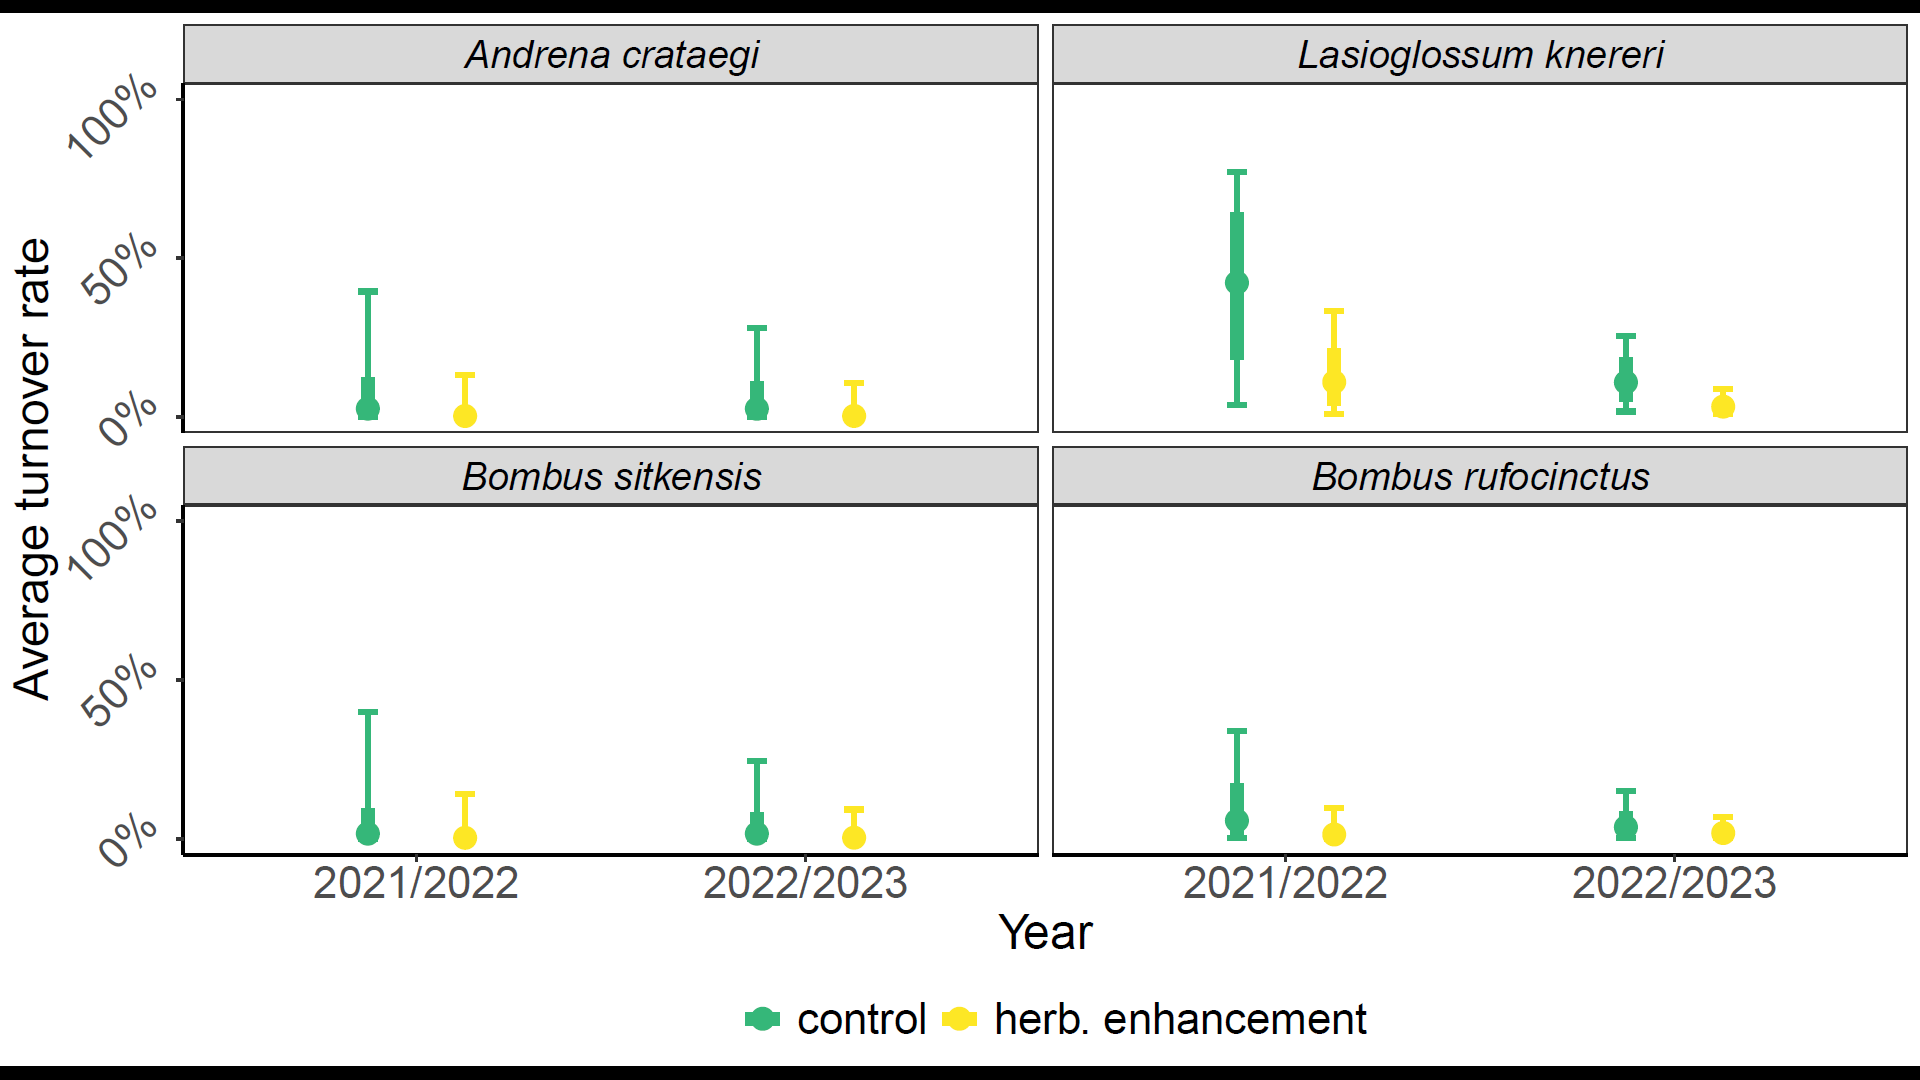 Andrena crataegi
Lasioglossum knereri
100%
50%
0%
Bombus sitkensis
Bombus rufocinctus
100%
50%
0%
Average turnover rate
2021/2022
2022/2023
2021/2022
2022/2023
Year
control
herb. enhancement